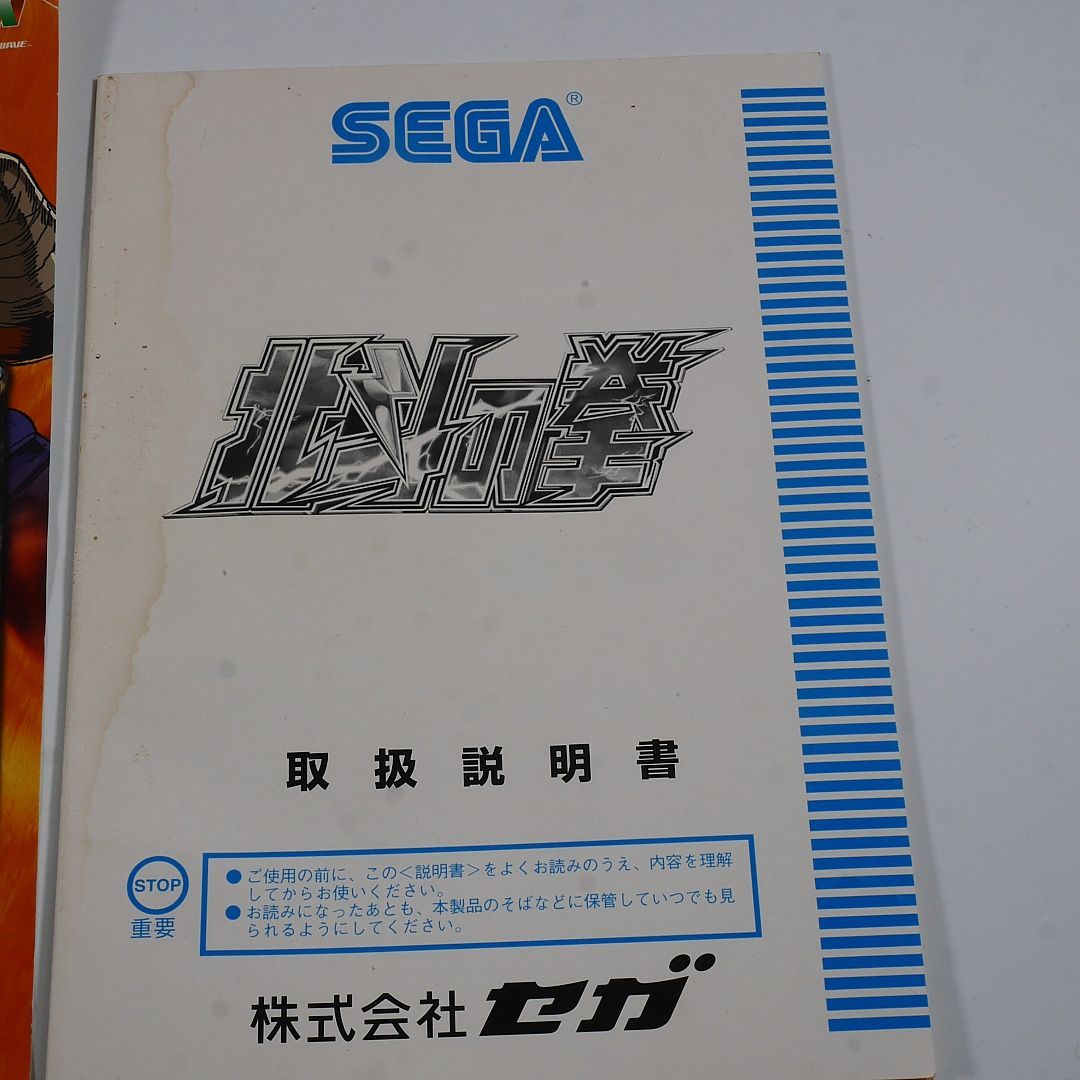 WAVE™
SEGA®
北斗の拳
取扱説明書
STOP
重要
●ご使用の前に、この＜説明書＞をよくお読みのうえ、内容を理解
してからお使いください。
●お読みになったあとも、本製品のそばなどに保管していつでも見
られるようにしてください。
株式会社セガ